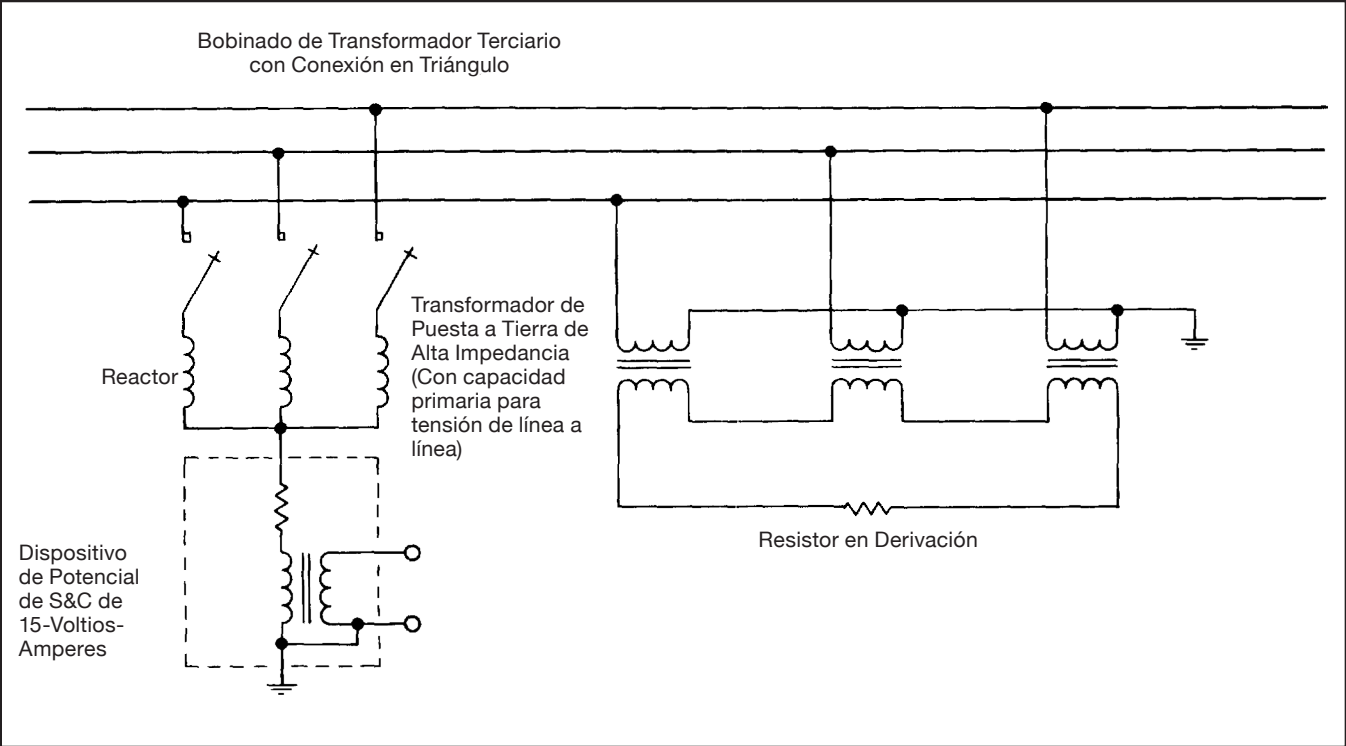 Bobinado de Transformador Terciario
con Conexión en Triángulo
Transformador de
Puesta a Tierra de
Alta Impedancia
(Con capacidad
primaria para
tensión de línea a
línea)
Reactor
Dispositivo
de Potencial
de S&C de
15-Voltios-
Amperes
Resistor en Derivación